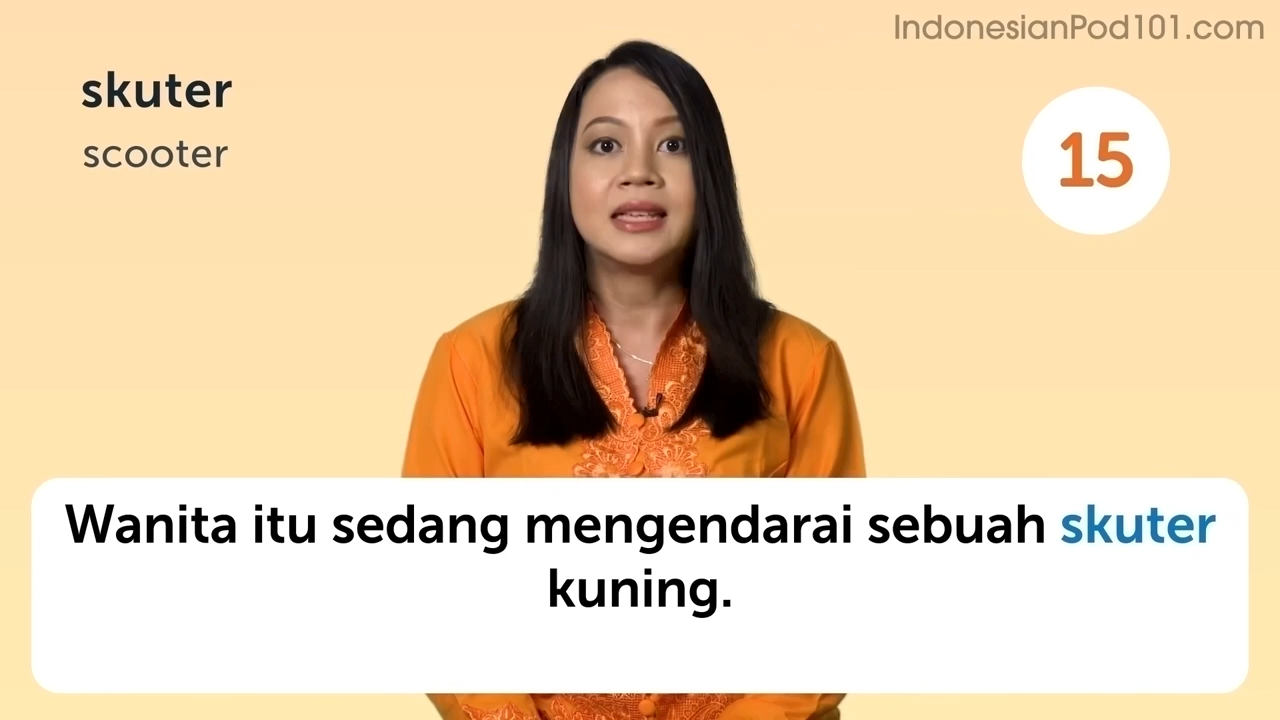 IndonesianPod101.com
skuter
scooter
15
Wanita itu sedang mengendarai sebuah skuter
kuning.